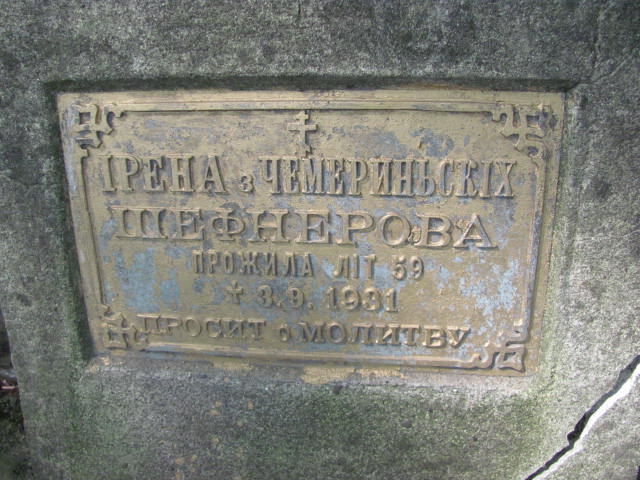 ІРЕНА з ЧЕМЕРИНЬСКІХ
ШЕФНЕРОВА
ПРОЖИЛА ЛІТ 59
✝ 3. 9. 1931
ПРОСИТ о МОЛИТВУ